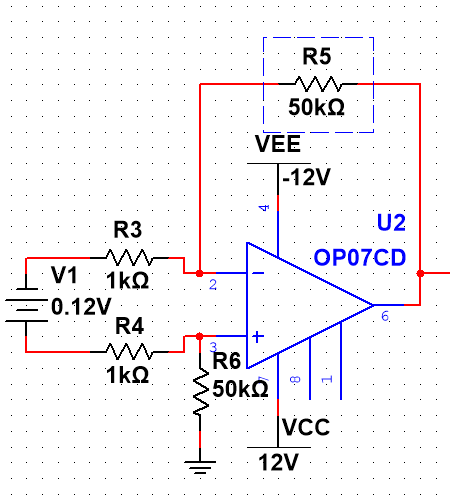 R5
50kΩ
VEE
-12V
4
U2
OP07CD
R3
1kΩ
2
V1
0.12V
6
R4
1kΩ
3
R6
50kΩ
7
8
1
VCC
12V